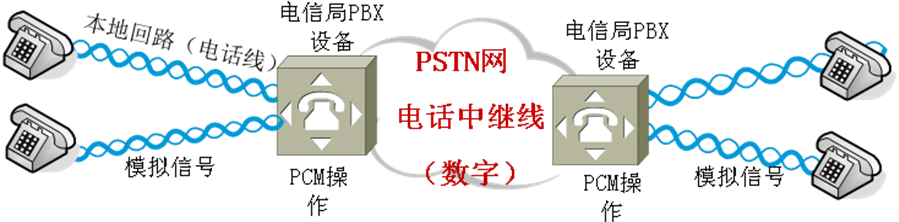 本地回路（电话线）
电信局PBX
设备
PSTN网
电话中继线
（数字）
电信局PBX
设备
模拟信号
PCM操
作
PCM操
作
模拟信号